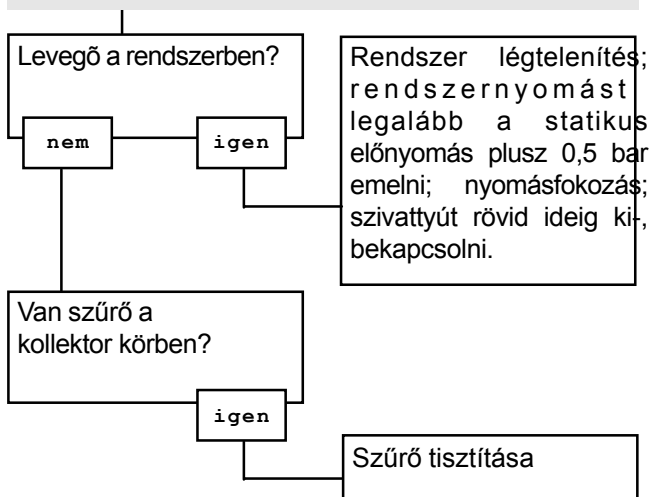 Levegõ a rendszerben?
nem
igen
Rendszer légtelenítés;
rendszernyomást
legalább a statikus
előnyomás plusz 0,5 bar
emelni; nyomásfokozás;
szivattyút rövid ideig ki-,
bekapcsolni.
Van szűrő a
kollektor körben?
igen
Szűrő tisztítása